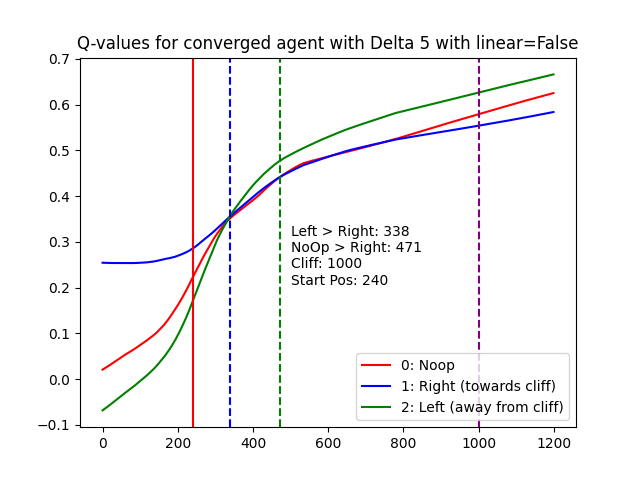 Q-values for converged agent with Delta 5 with linear=False
0.7
0.6
0.5
0.4
0.3
0.2
0.1
0.0
−0.1
Left > Right: 338
NoOp > Right: 471
Cliff: 1000
Start Pos: 240
0: Noop
1: Right (towards cliff)
2: Left (away from cliff)
0 200 400 600 800 1000 1200